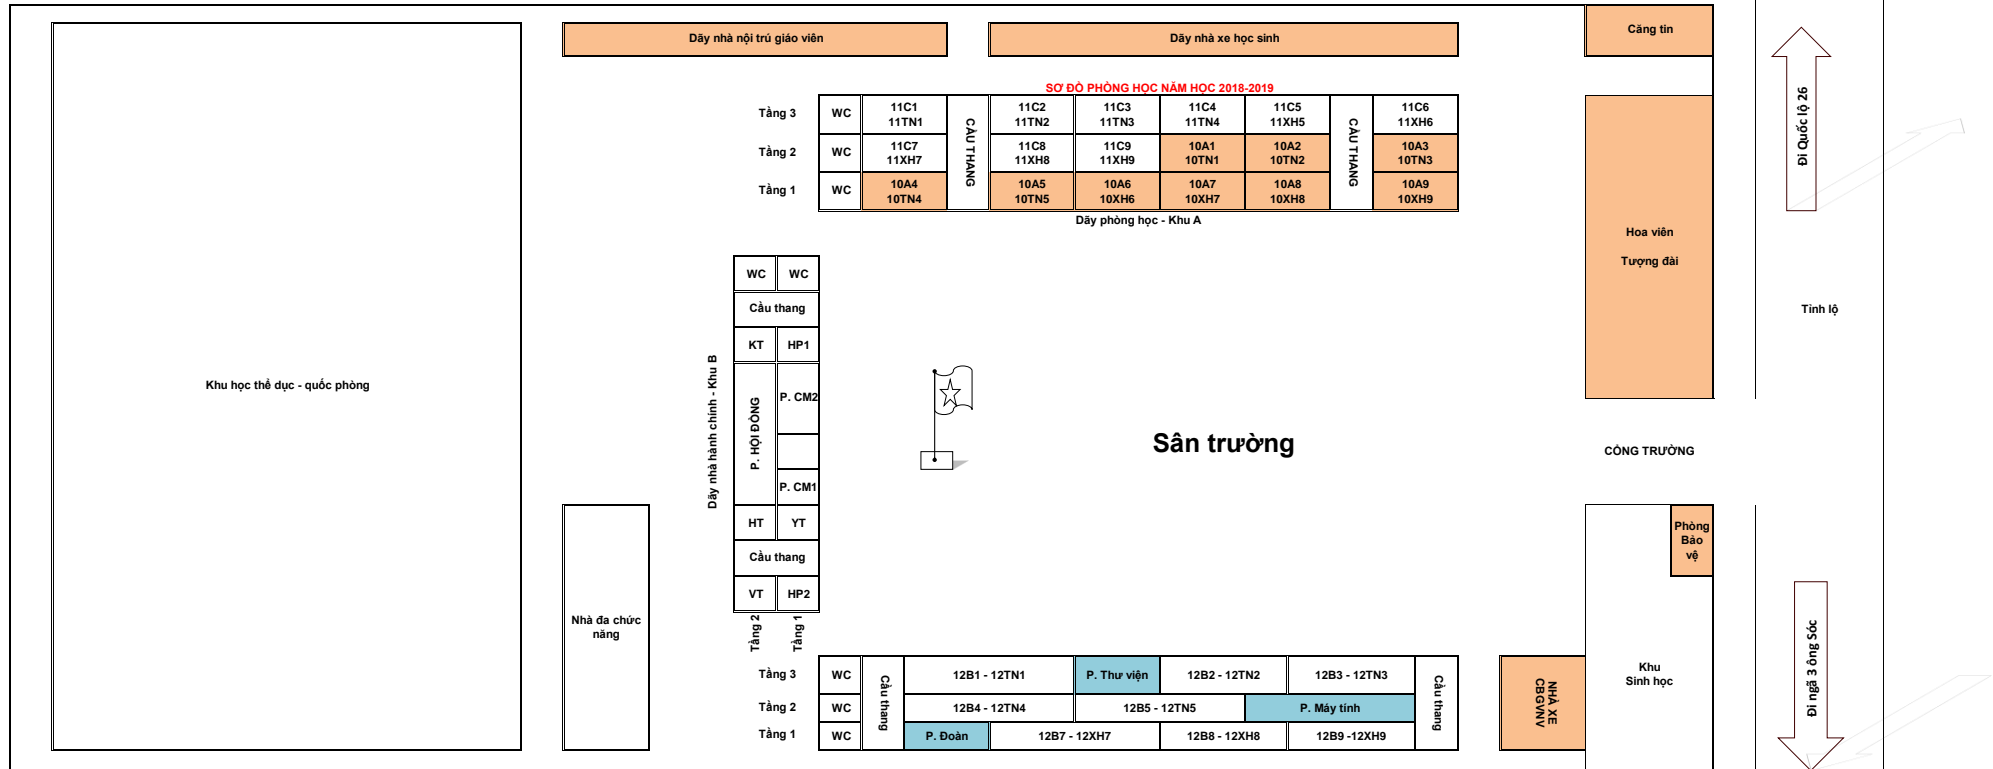 Dãy nhà nội trú giáo viên
Dãy nhà xe học sinh
Căng tin
SƠ ĐỒ PHÒNG HỌC NĂM HỌC 2018-2019
Tầng 3
WC
11C1
11TN1
CẦU THANG
11C2
11TN2
11C3
11TN3
11C4
11TN4
11C5
11XH5
CẦU THANG
11C6
11XH6
Tầng 2
WC
11C7
11XH7
11C8
11XH8
11C9
11XH9
10A1
10TN1
10A2
10TN2
10A3
10TN3
Tầng 1
WC
10A4
10TN4
10A5
10TN5
10A6
10XH6
10A7
10XH7
10A8
10XH8
10A9
10XH9
Dãy phòng học - Khu A
Đi Quốc lộ 26
Hoa viên
Tượng đài
Tỉnh lộ
Khu học thể dục - quốc phòng
Dãy nhà hành chính - Khu B
WC
WC
Cầu thang
KT
HP1
P. HỘI ĐỒNG
P. CM2
P. CM1
HT
YT
Cầu thang
VT
HP2
Tầng 2
Tầng 1
Sân trường
CỔNG TRƯỜNG
Phòng
Bảo
vệ
Nhà đa chức
năng
Tầng 3
WC
Cầu thang
12B1 - 12TN1
P. Thư viện
12B2 - 12TN2
12B3 - 12TN3
Cầu thang
Tầng 2
WC
12B4 - 12TN4
12B5 - 12TN5
P. Máy tính
Tầng 1
WC
P. Đoàn
12B7 - 12XH7
12B8 - 12XH8
12B9 -12XH9
NHÀ XE
CBGVNV
Khu
Sinh học
Đi ngã 3 ông Sóc